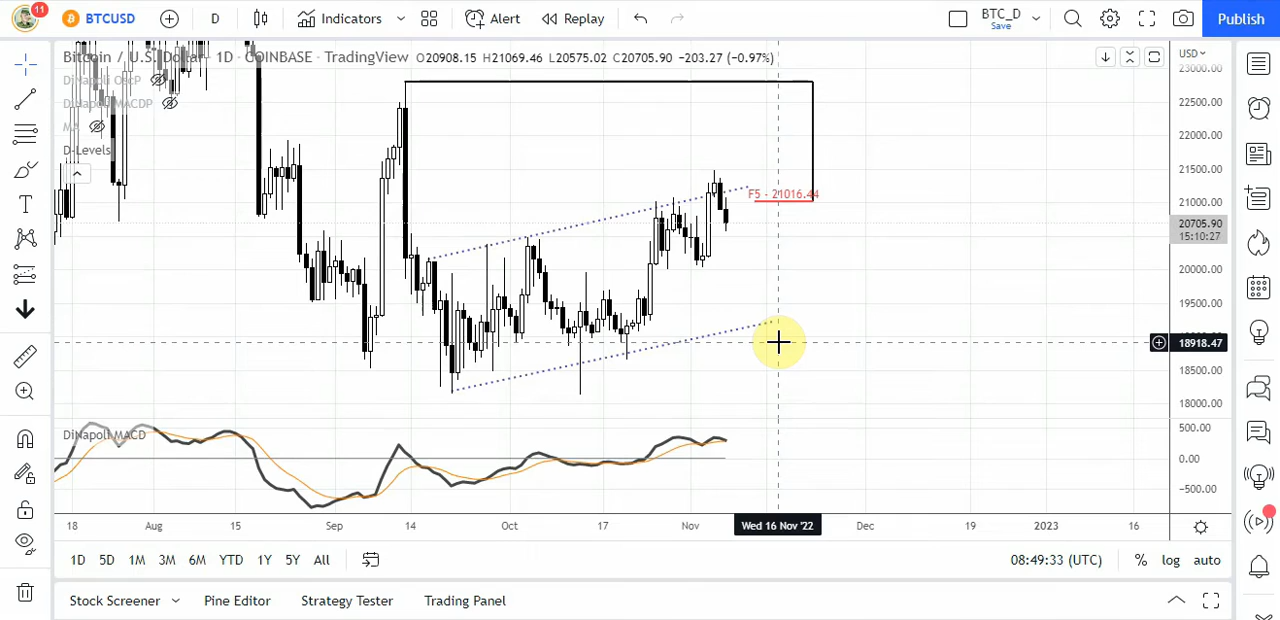 11 BTCUSD D Indicators Alert Replay BTC_D Save Publish
Bitcoin / U.S. Dollar · 1D · COINBASE · TradingView O20908.15 H21069.46 L20575.02 C20705.90 −203.27 (−0.97%) USD
DiNapoli OscP
DiNapoli MACDP
MA
D-Levels
23000.00
22500.00
22000.00
21500.00
F5 - 21016.44
21000.00
20705.90
15:10:27
20000.00
19500.00
18918.47
18500.00
18000.00
DiNapoli MACD
500.00
0.00
−500.00
18 Aug 15 Sep 14 Oct 17 Nov Wed 16 Nov '22 Dec 19 2023 16
1D 5D 1M 3M 6M YTD 1Y 5Y All 08:49:33 (UTC) % log auto
Stock Screener Pine Editor Strategy Tester Trading Panel